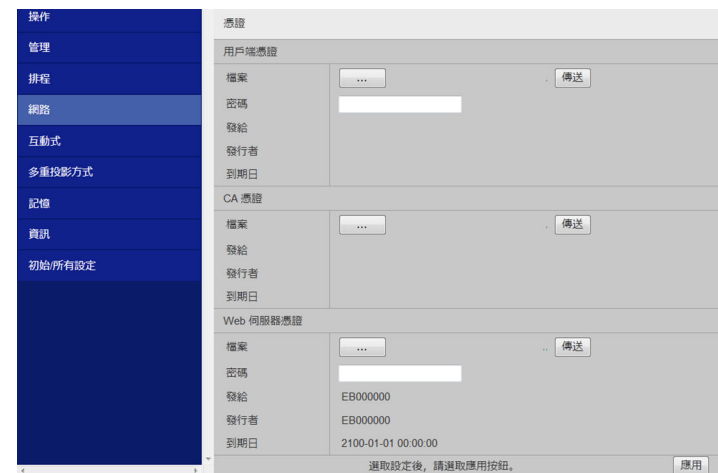 操作
管理
排程
網路
互動式
多重投影方式
記憶
資訊
初始/所有設定
憑證
用戶端憑證
檔案 ... . 傳送
密碼
發給
發行者
到期日
CA 憑證
檔案 ... . 傳送
發給
發行者
到期日
Web 伺服器憑證
檔案 ... .. 傳送
密碼
發給 EB000000
發行者 EB000000
到期日 2100-01-01 00:00:00
選取設定後，請選取應用按鈕。 應用